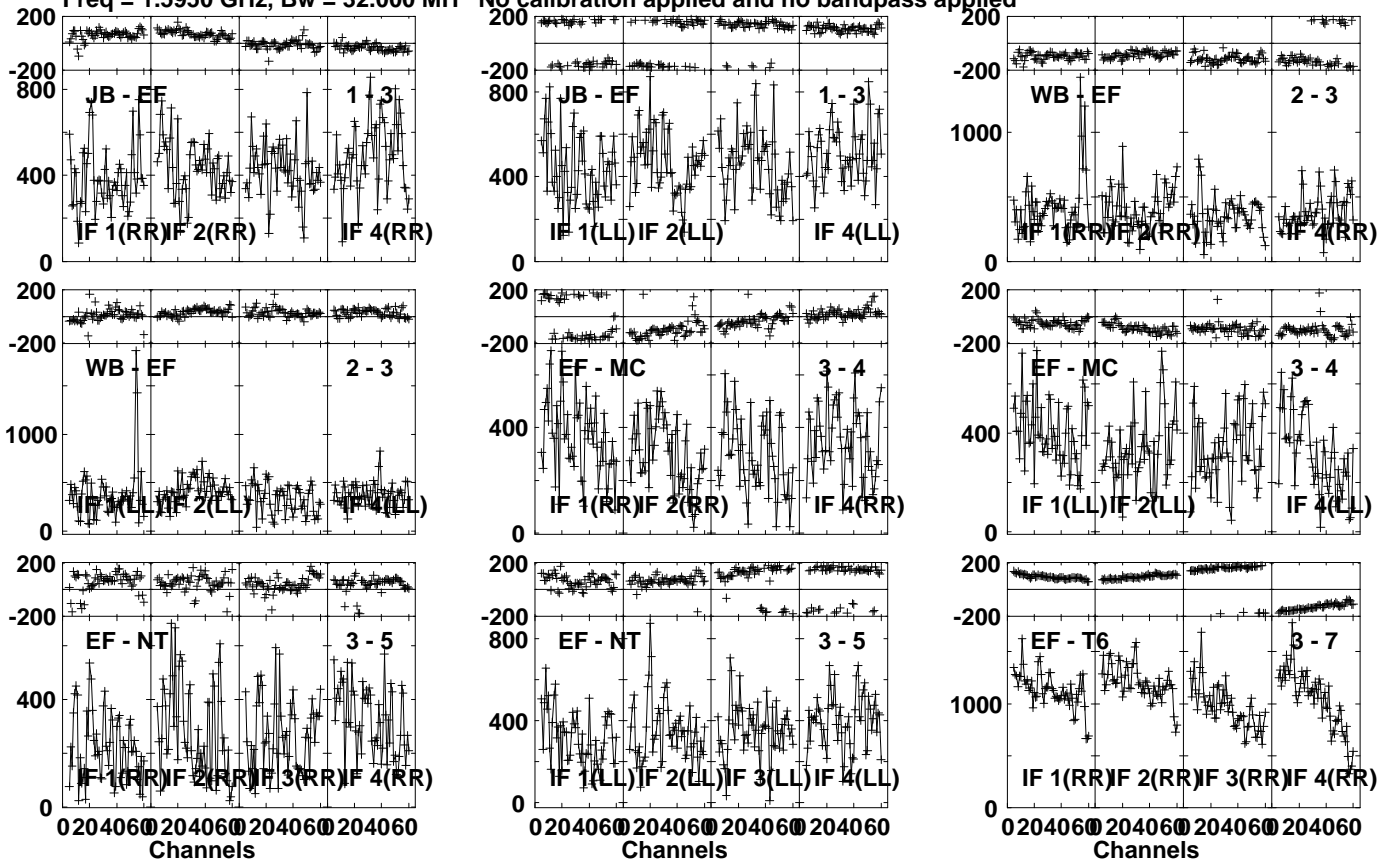 Freq = 1.5950 GHz, Bw = 32.000 MH No calibration applied and no bandpass applied
200
-200
800
400
0
JB - EF 1 - 3
IF 1(RR) IF 2(RR) IF 4(RR)
200
-200
800
600
400
200
0
JB - EF 1 - 3
IF 1(LL) IF 2(LL) IF 4(LL)
200
-200
1000
0
WB - EF 2 - 3
IF 1(RR) IF 2(RR) IF 4(RR)
200
-200
1000
0
WB - EF 2 - 3
IF 1(LL) IF 2(LL) IF 4(LL)
200
-200
400
0
EF - MC 3 - 4
IF 1(RR) IF 2(RR) IF 4(RR)
200
-200
400
0
EF - MC 3 - 4
IF 1(LL) IF 2(LL) IF 4(LL)
200
-200
400
0
EF - NT 3 - 5
IF 1(RR) IF 2(RR) IF 3(RR) IF 4(RR)
0 20 40 60 0 20 40 60 0 20 40 60 0 20 40 60
Channels
200
-200
800
400
0
EF - NT 3 - 5
IF 1(LL) IF 2(LL) IF 3(LL) IF 4(LL)
0 20 40 60 0 20 40 60 0 20 40 60 0 20 40 60
Channels
200
-200
1000
0
EF - T6 3 - 7
IF 1(RR) IF 2(RR) IF 3(RR) IF 4(RR)
0 20 40 60 0 20 40 60 0 20 40 60 0 20 40 60
Channels